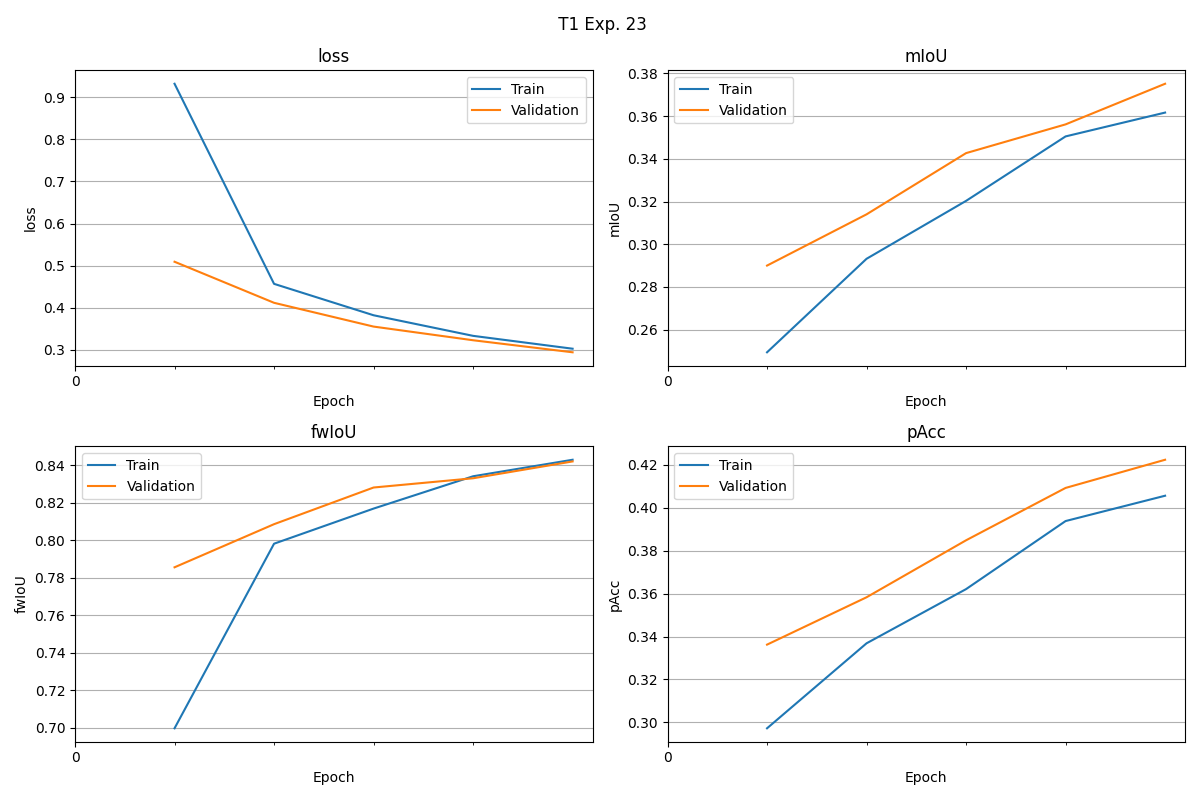 T1 Exp. 23
loss
Train
Validation
0.9
0.8
0.7
0.6
0.5
0.4
0.3
loss
0
Epoch
mIoU
Train
Validation
0.38
0.36
0.34
0.32
0.30
0.28
0.26
mIoU
0
Epoch
fwIoU
Train
Validation
0.84
0.82
0.80
0.78
0.76
0.74
0.72
0.70
fwIoU
0
Epoch
pAcc
Train
Validation
0.42
0.40
0.38
0.36
0.34
0.32
0.30
pAcc
0
Epoch